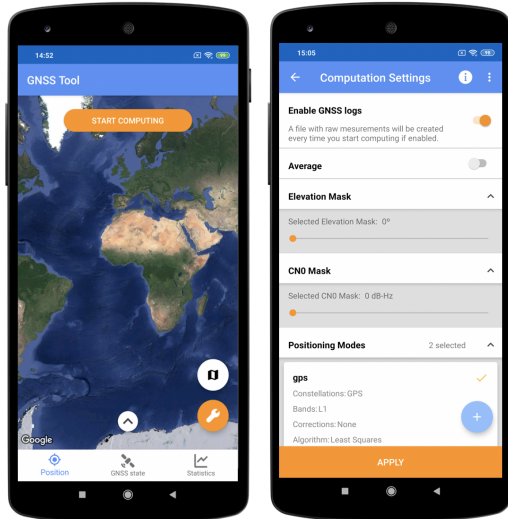 14:52
GNSS Tool
START COMPUTING
Google
Position
GNSS state
Statistics
15:05
Computation Settings
Enable GNSS logs
A file with raw mesurements will be created
every time you start computing if enabled.
Average
Elevation Mask
Selected Elevation Mask: 0º
CN0 Mask
Selected CN0 Mask: 0 dB-Hz
Positioning Modes 2 selected
gps
Constellations: GPS
Bands: L1
Corrections: None
Algorithm: Least Squares
APPLY